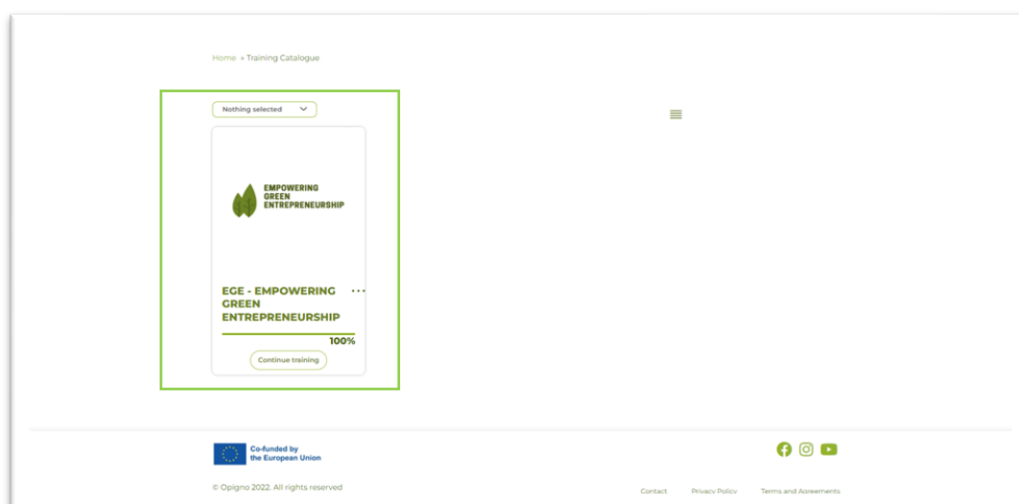 Home » Training Catalogue
Nothing selected
EMPOWERING
GREEN
ENTREPRENEURSHIP
EGE - EMPOWERING ...
GREEN
ENTREPRENEURSHIP
100%
Continue training
Co-funded by
the European Union
© Opigno 2022. All rights reserved
Contact Privacy Policy Terms and Agreements